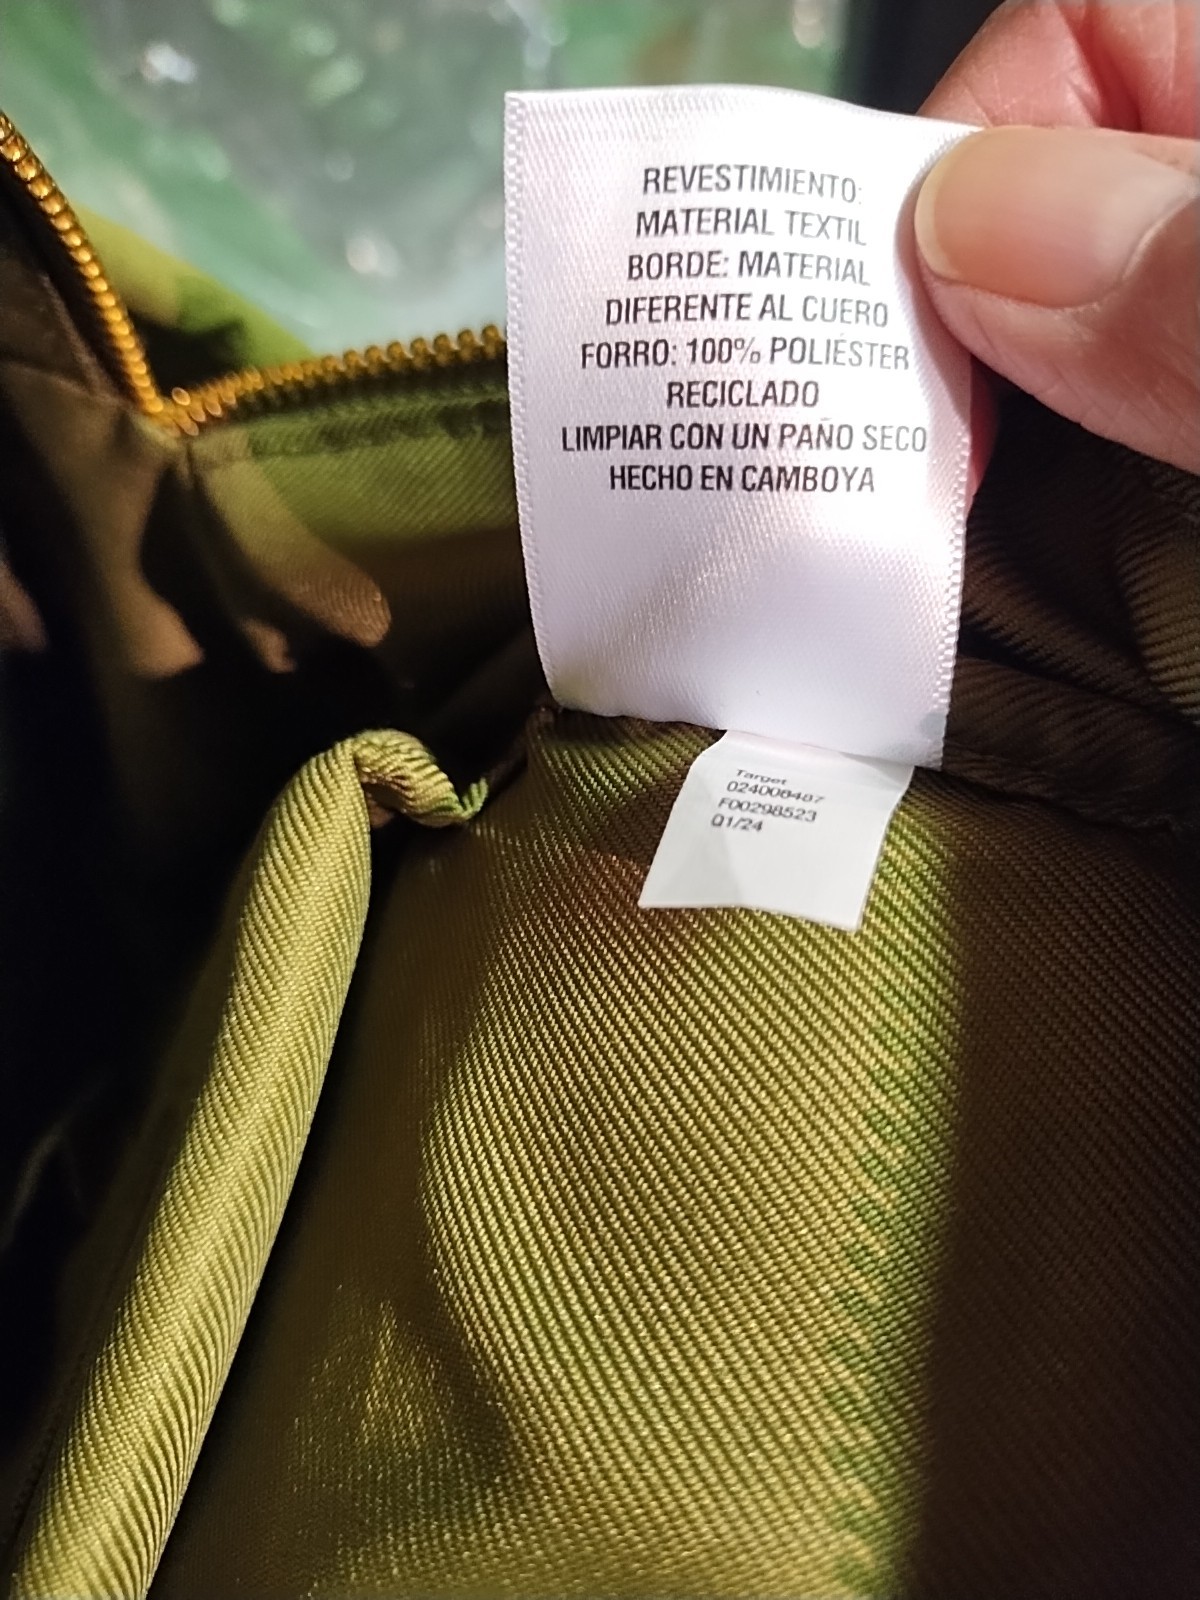 REVESTIMIENTO:
MATERIAL TEXTIL
BORDE: MATERIAL
DIFERENTE AL CUERO
FORRO: 100% POLIÉSTER
RECICLADO
LIMPIAR CON UN PAÑO SECO
HECHO EN CAMBOYA
Target
024008487
F00298523
Q1/24